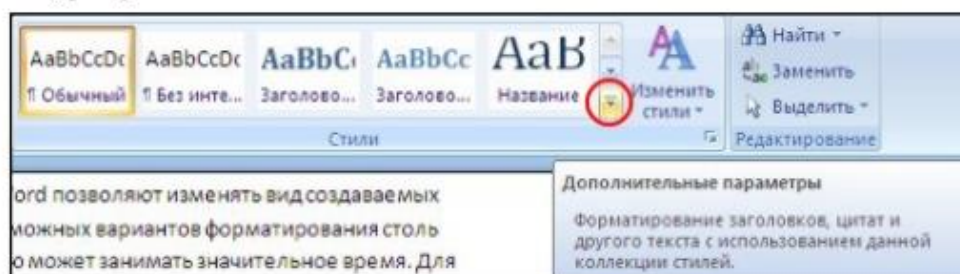 AaBbCcDc AaBbCcDc AaBbC AaBbCc AaB
¶ Обычный ¶ Без инте... Заголово... Заголово... Название
Изменить
стили
Найти
Заменить
Выделить
Стили
Редактирование
ord позволяют изменять вид создаваемых
можных вариантов форматирования столь
о может занимать значительное время. Для
Дополнительные параметры
Форматирование заголовков, цитат и
другого текста с использованием данной
коллекции стилей.